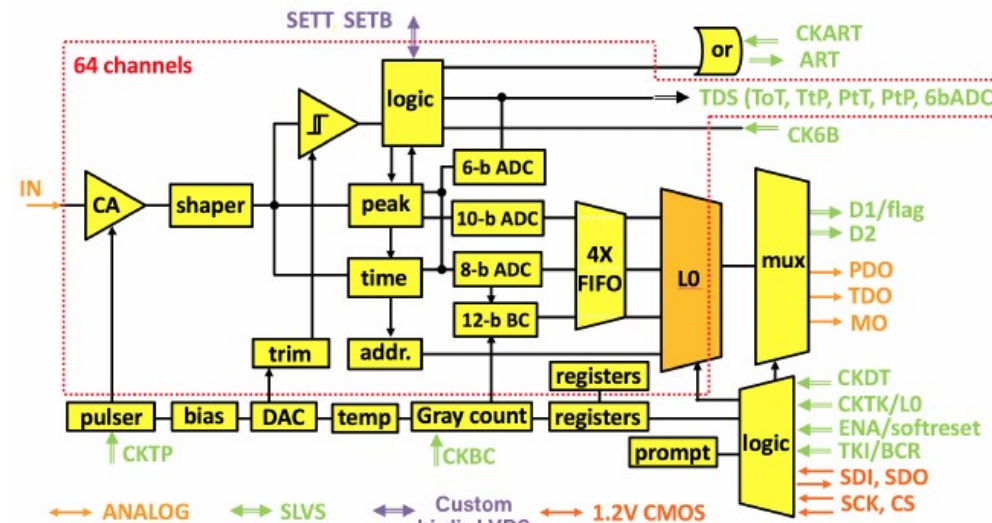 SETT SETB
64 channels
or
CKART
ART
logic
TDS (ToT, TtP, PtT, PtP, 6bADC
CK6B
6-b ADC
IN
CA
shaper
peak
10-b ADC
4X
FIFO
L0
mux
D1/flag
D2
time
8-b ADC
PDO
TDO
12-b BC
MO
trim
addr.
registers
CKDT
pulser
bias
DAC
temp
Gray count
registers
CKTK/L0
ENA/softreset
logic
prompt
TKI/BCR
CKTP
CKBC
SDI, SDO
SCK, CS
ANALOG
SLVS
Custom
1.2V CMOS